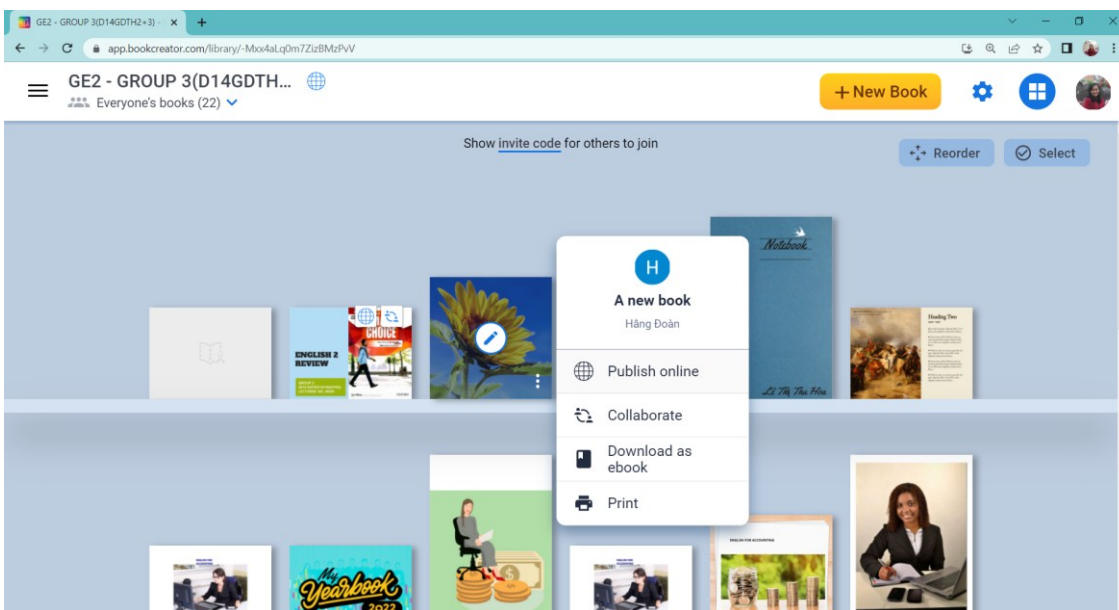 GE2 - GROUP 3(D14GDTH2+3) -
app.bookcreator.com/library/-Mxx4aLq0m7ZizBMzPvV
GE2 - GROUP 3(D14GDTH...
Everyone's books (22)
+ New Book
Show invite code for others to join
Reorder
Select
H
A new book
Hăng Đoàn
Publish online
Collaborate
Download as
ebook
Print
CHOICE
ENGLISH 2
REVIEW
Notebook
Lê Thị Thu Hoa
Heading Two
ENGLISH FOR ACCOUNTING
My
Yearbook
2022